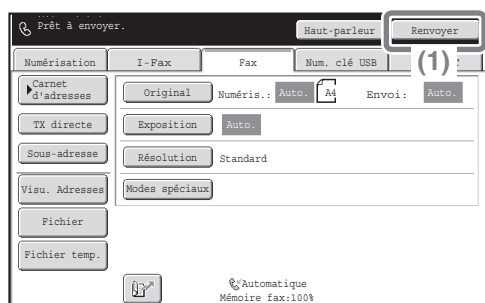 Prêt à envoyer.
Haut-parleur
Renvoyer
Numérisation
I-Fax
Fax
Num. clé USB
(1)
Carnet
d'adresses
Original
Numéris.:
Auto.
A4
Envoi:
Auto.
TX directe
Exposition
Auto.
Sous-adresse
Résolution
Standard
Visu. Adresses
Modes spéciaux
Fichier
Fichier temp.
Automatique
Mémoire fax:100%